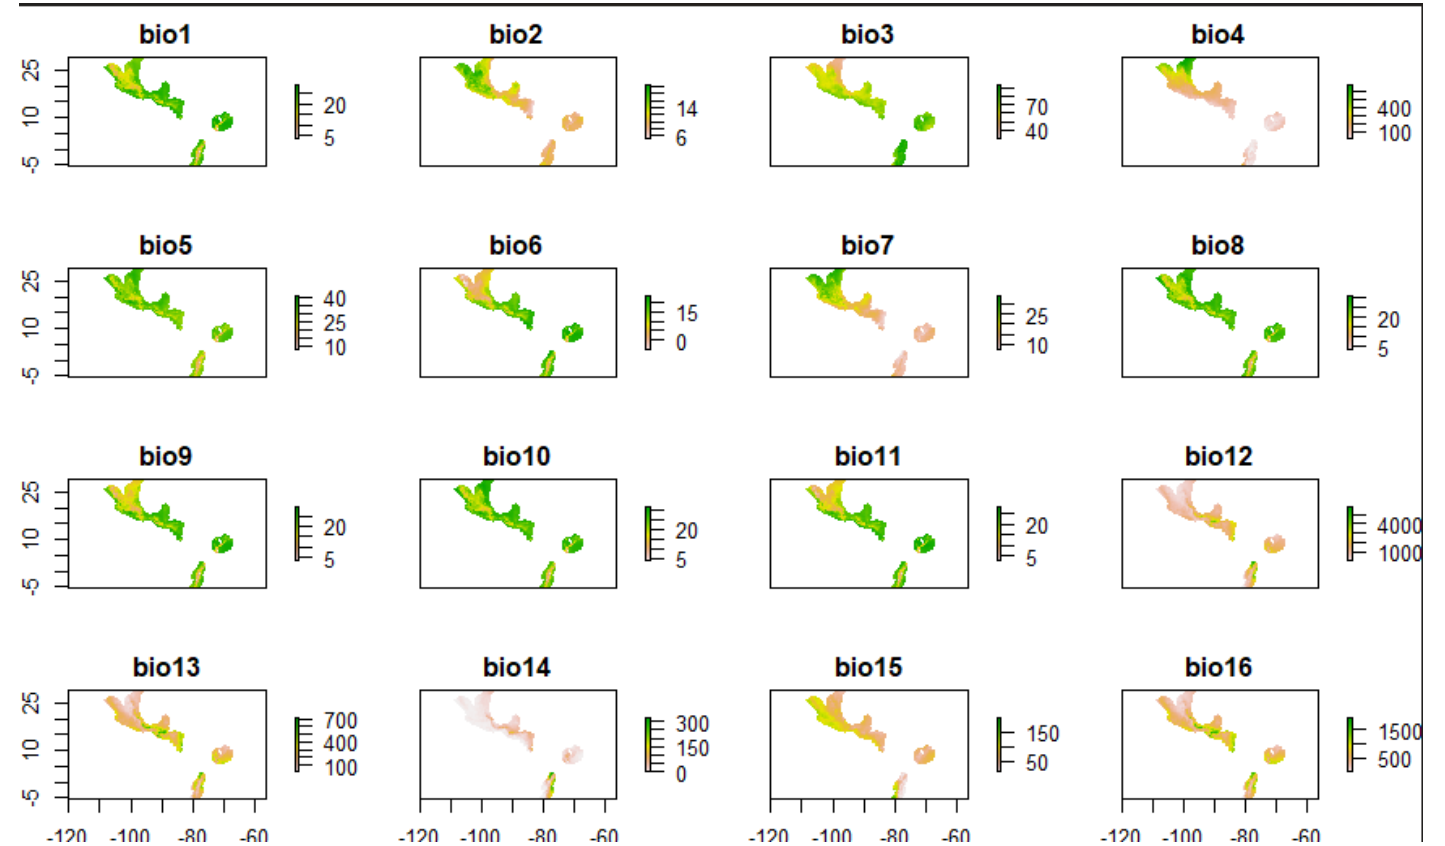 bio1 bio2 bio3 bio4
25 10 -5 20 5 14 6 70 40 400 100
bio5 bio6 bio7 bio8
25 10 -5 40 25 10 15 0 25 10 20 5
bio9 bio10 bio11 bio12
25 10 -5 20 5 20 5 20 5 4000 1000
bio13 bio14 bio15 bio16
25 10 -5 700 400 100 300 150 0 150 50 1500 500
-120 -100 -80 -60 -120 -100 -80 -60 -120 -100 -80 -60 -120 -100 -80 -60